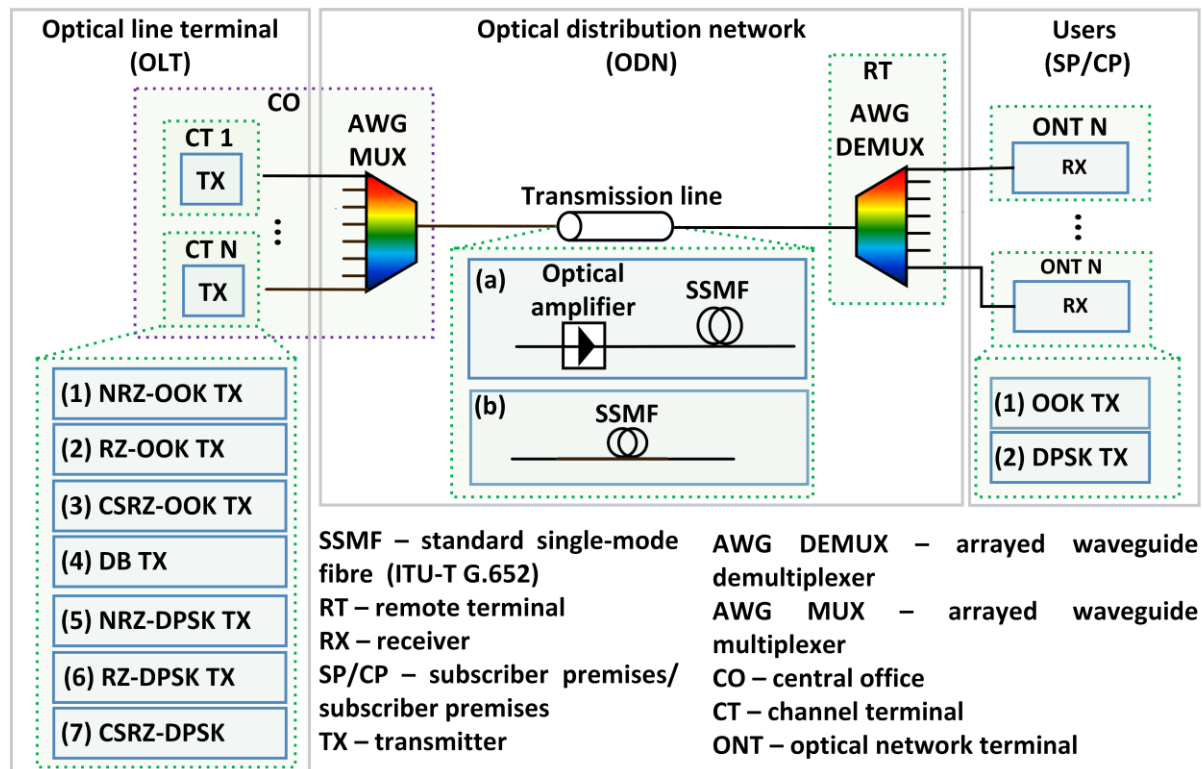 Optical line terminal
(OLT)
Optical distribution network
(ODN)
Users
(SP/CP)
CO
CT 1
TX
CT N
TX
AWG
MUX
Transmission line
RT
AWG
DEMUX
ONT N
RX
ONT N
RX
(a)
Optical
amplifier
SSMF
(b)
SSMF
(1) NRZ-OOK TX
(2) RZ-OOK TX
(3) CSRZ-OOK TX
(4) DB TX
(5) NRZ-DPSK TX
(6) RZ-DPSK TX
(7) CSRZ-DPSK
(1) OOK TX
(2) DPSK TX
SSMF – standard single-mode
fibre (ITU-T G.652)
RT – remote terminal
RX – receiver
SP/CP – subscriber premises/
subscriber premises
TX – transmitter
AWG DEMUX – arrayed waveguide
demultiplexer
AWG MUX – arrayed waveguide
multiplexer
CO – central office
CT – channel terminal
ONT – optical network terminal